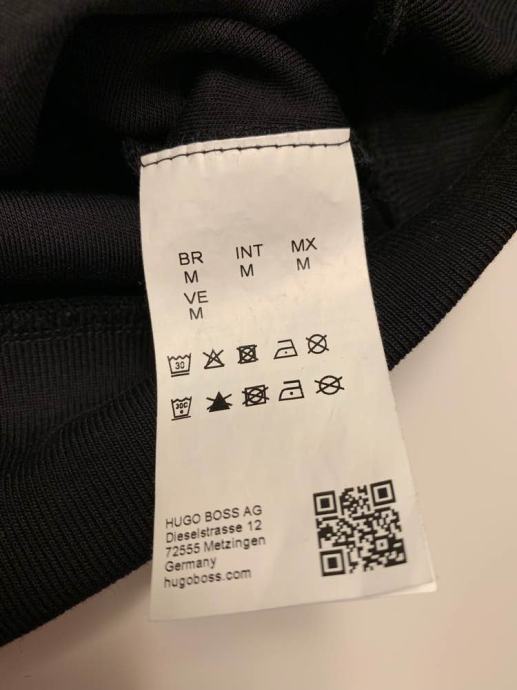 BR INT MX
M M M
VE
M
30
30C
HUGO BOSS AG
Dieselstrasse 12
72555 Metzingen
Germany
hugoboss.com